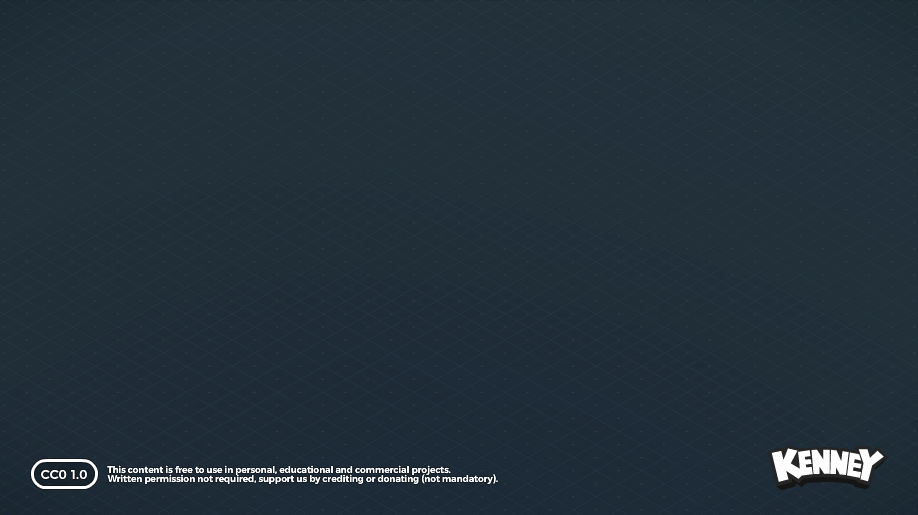 CC0 1.0
This content is free to use in personal, educational and commercial projects.
Written permission not required, support us by crediting or donating (not mandatory).
KENNEY